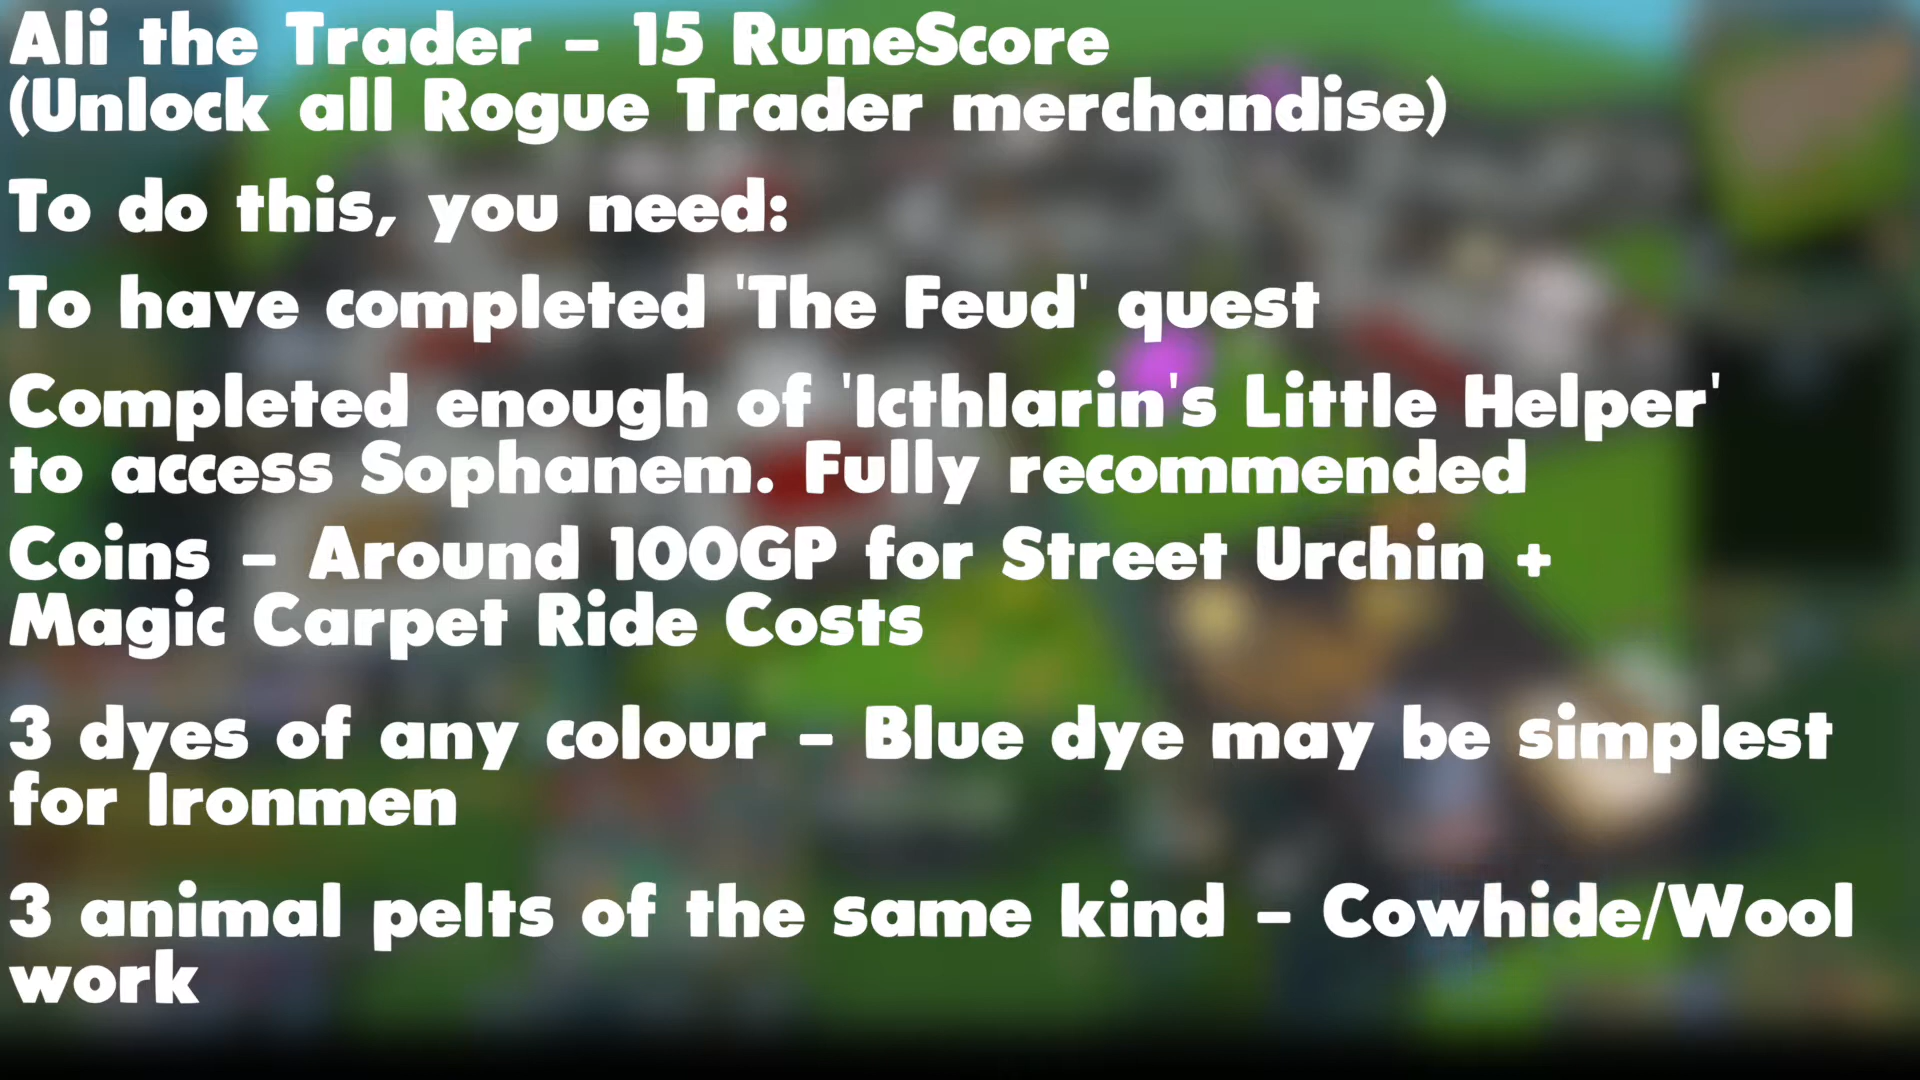 Ali the Trader – 15 RuneScore
(Unlock all Rogue Trader merchandise)
To do this, you need:
To have completed 'The Feud' quest
Completed enough of 'Icthlarin's Little Helper'
to access Sophanem. Fully recommended
Coins – Around 100GP for Street Urchin +
Magic Carpet Ride Costs
3 dyes of any colour – Blue dye may be simplest
for Ironmen
3 animal pelts of the same kind – Cowhide/Wool
work